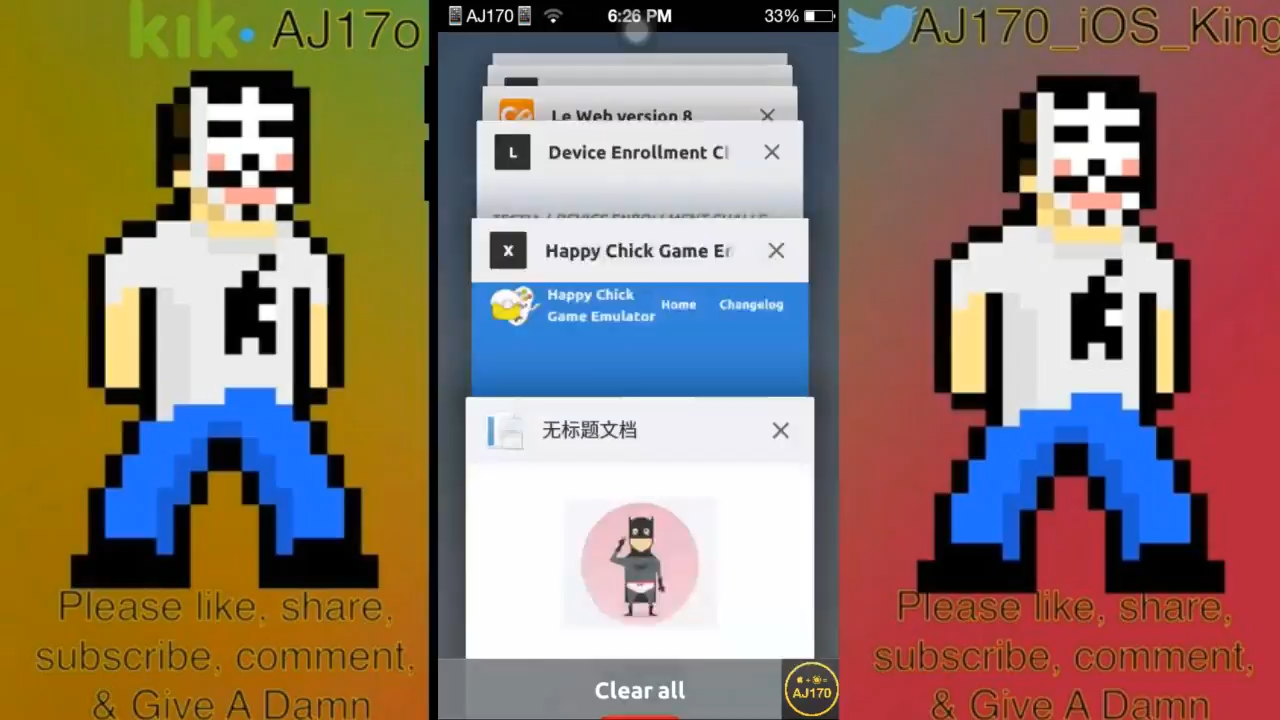 kik• AJ17o
AJ170
6:26 PM
33%
AJ170_iOS_King
Le Web version 8
L
Device Enrollment Cl
X
Happy Chick Game Er
Happy Chick
Game Emulator
Home
Changelog
无标题文档
Clear all
AJ170
Please like, share,
subscribe, comment,
& Give A Damn
Please like, share,
subscribe, comment,
& Give A Damn